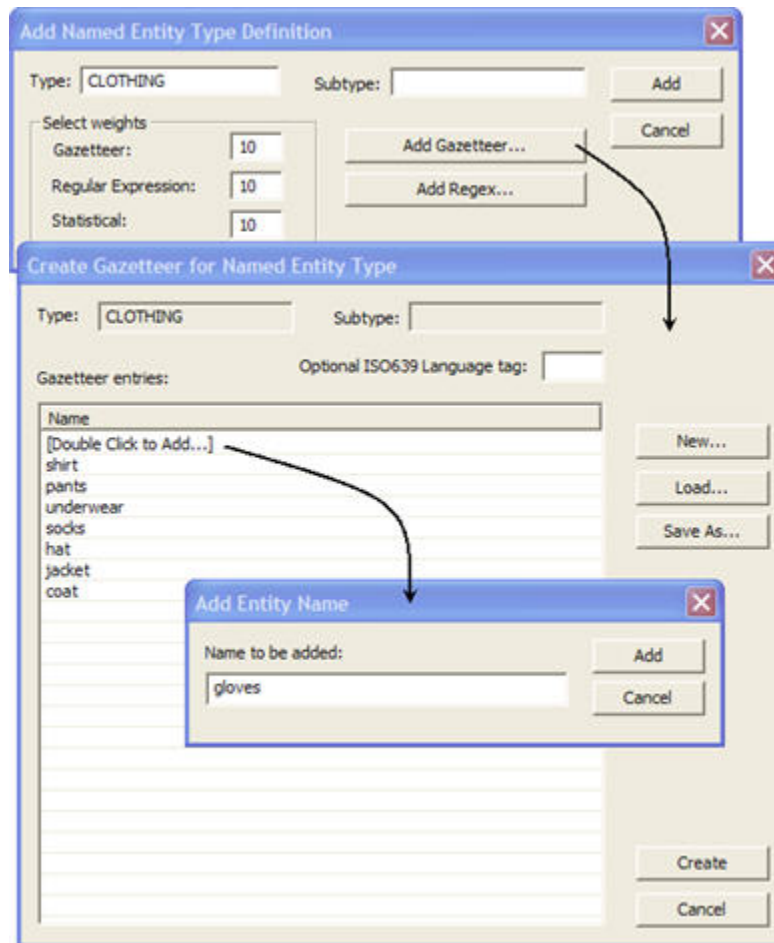 Add Named Entity Type Definition
Type: CLOTHING Subtype: Add
Select weights Cancel
Gazetteer: 10 Add Gazetteer...
Regular Expression: 10 Add Regex...
Statistical: 10
Create Gazetteer for Named Entity Type
Type: CLOTHING Subtype:
Optional ISO639 Language tag:
Gazetteer entries:
Name
[Double Click to Add...] New...
shirt
pants Load...
underwear
socks Save As...
hat
jacket
coat
Add Entity Name
Name to be added: Add
gloves Cancel
Create
Cancel